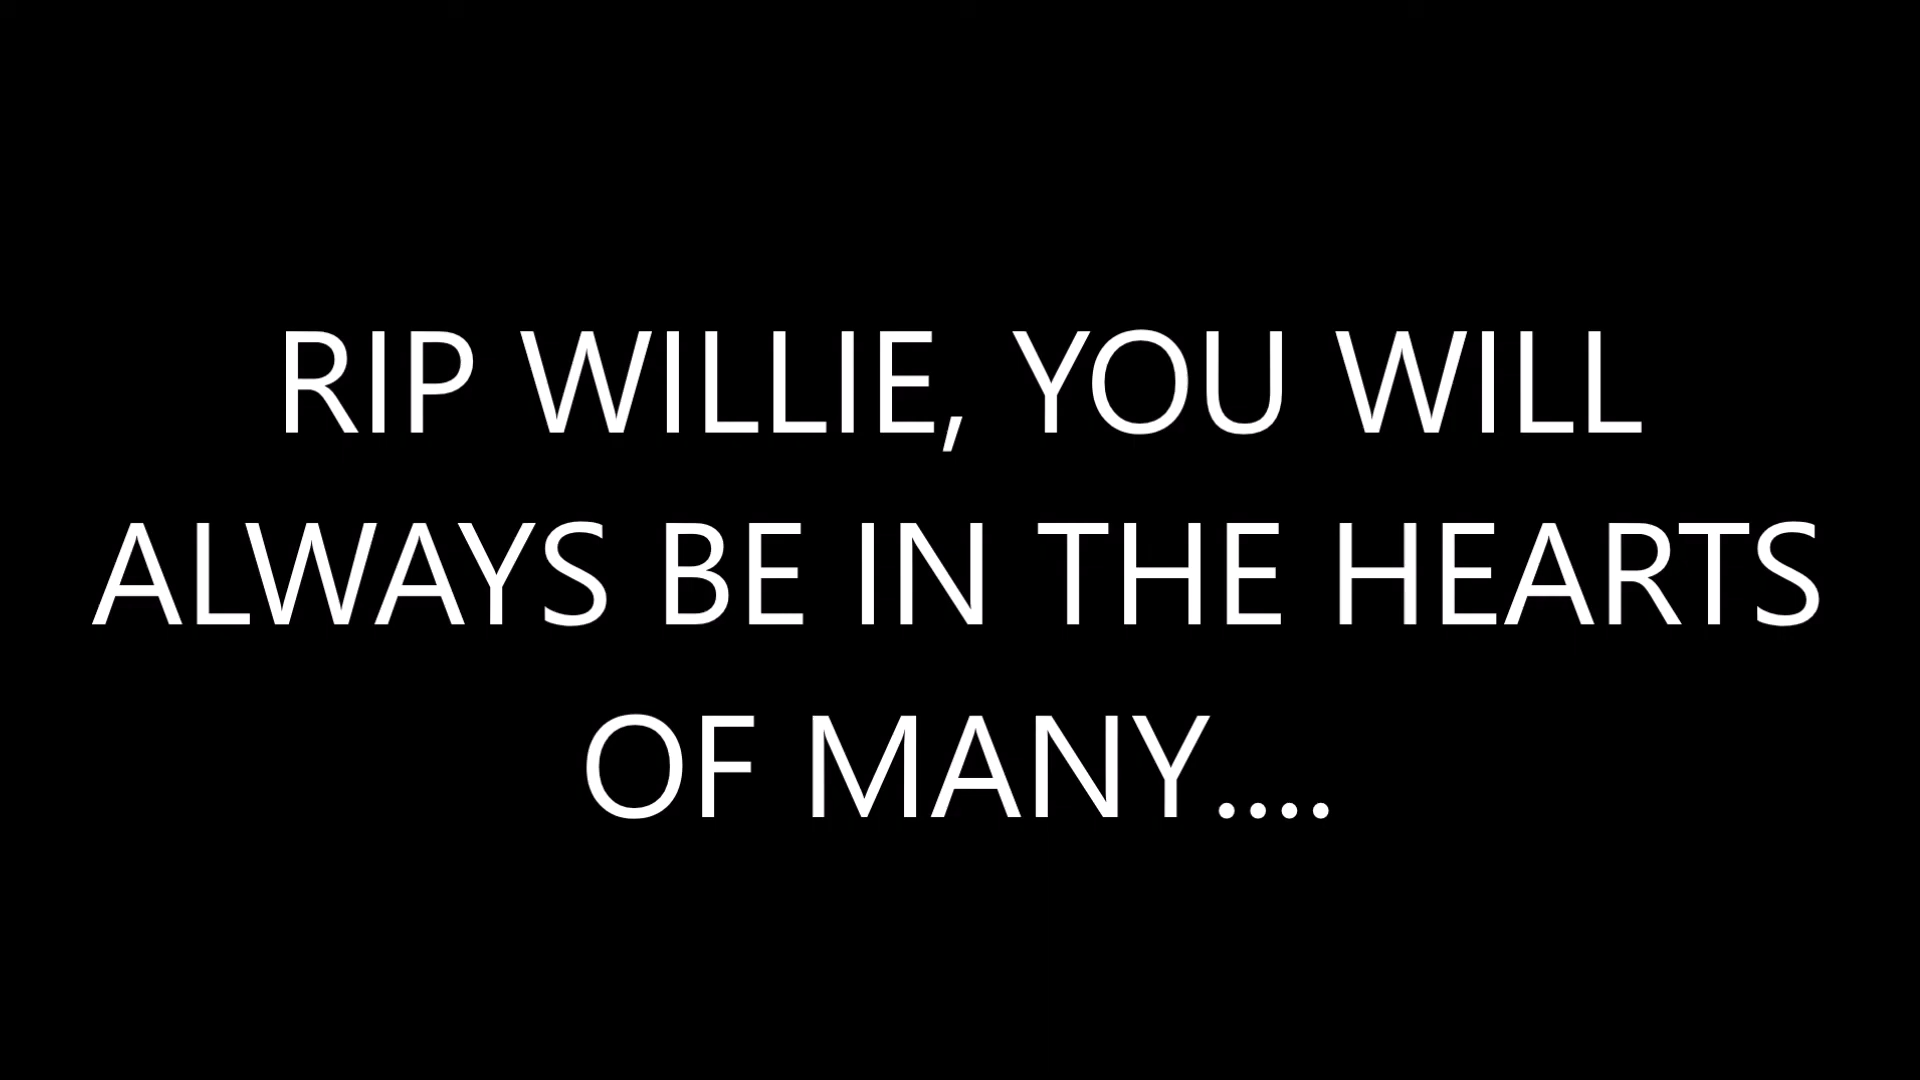 RIP WILLIE, YOU WILL
ALWAYS BE IN THE HEARTS
OF MANY....